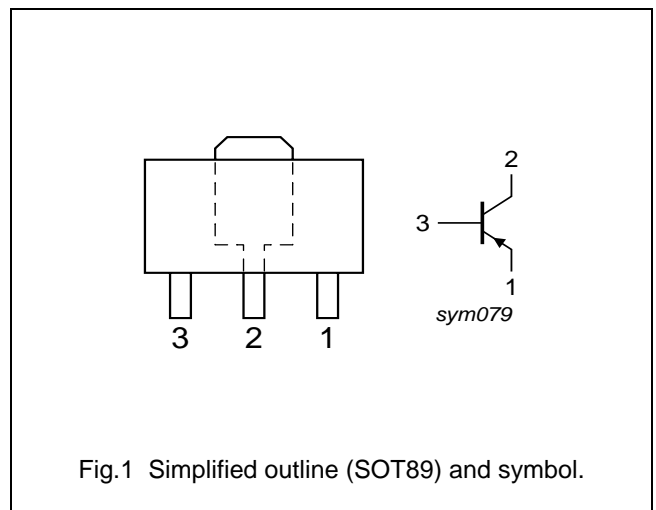 2
3
1
sym079
3 2 1
Fig.1 Simplified outline (SOT89) and symbol.